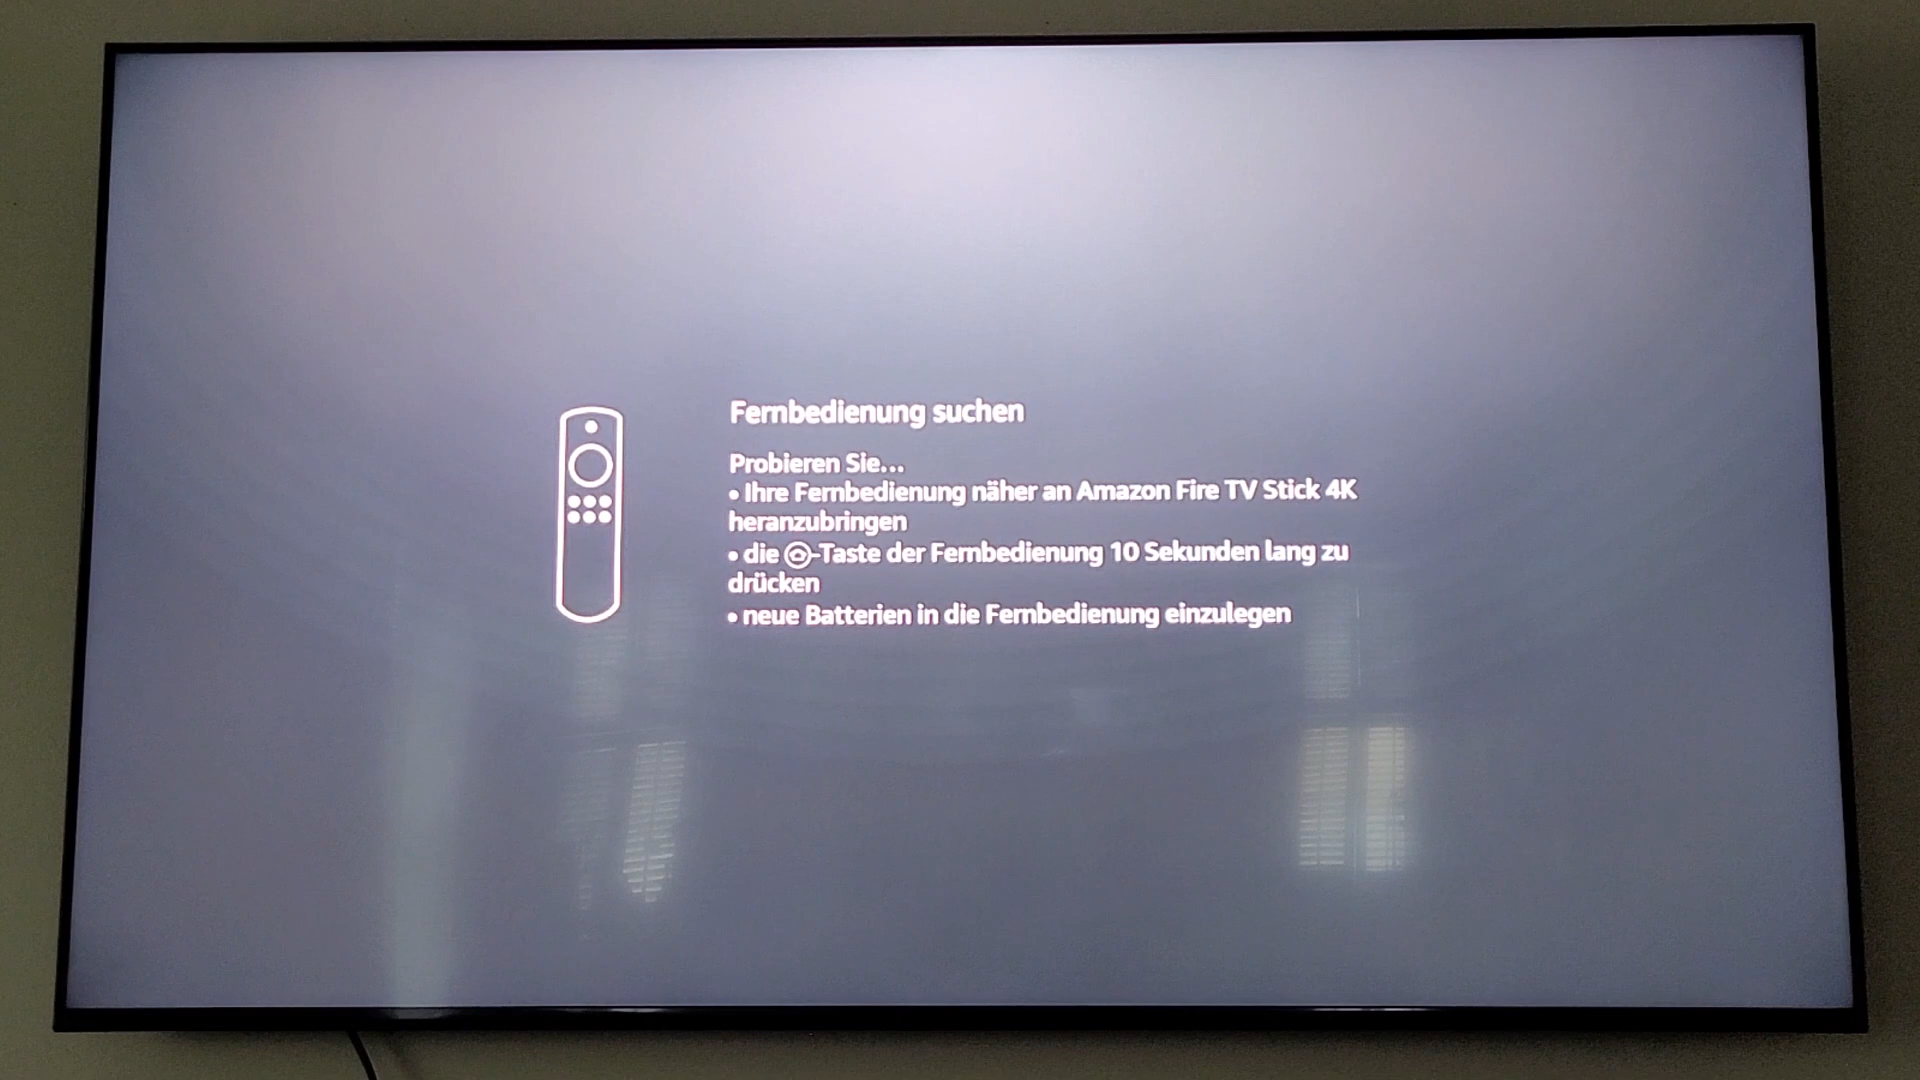 Fernbedienung suchen
Probieren Sie...
• Ihre Fernbedienung näher an Amazon Fire TV Stick 4K
heranzubringen
• die -Taste der Fernbedienung 10 Sekunden lang zu
drücken
• neue Batterien in die Fernbedienung einzulegen